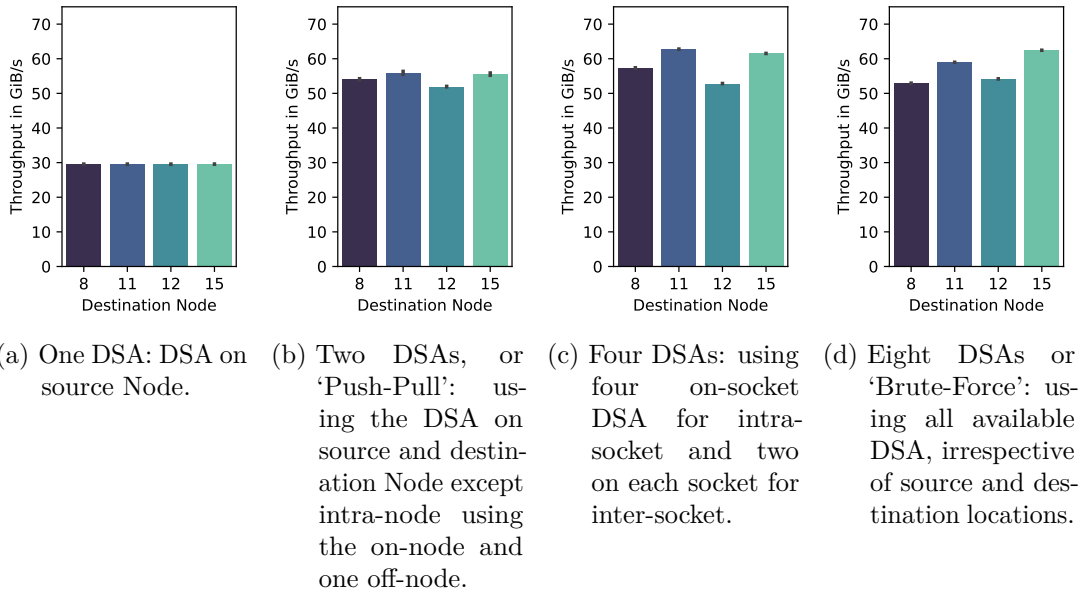 70
60
50
40
30
20
10
0
Throughput in GiB/s
8 11 12 15
Destination Node
70
60
50
40
30
20
10
0
Throughput in GiB/s
8 11 12 15
Destination Node
70
60
50
40
30
20
10
0
Throughput in GiB/s
8 11 12 15
Destination Node
70
60
50
40
30
20
10
0
Throughput in GiB/s
8 11 12 15
Destination Node
a) One DSA: DSA on
source Node.
(b) Two DSAs, or
‘Push-Pull’: us-
ing the DSA on
source and destin-
ation Node except
intra-node using
the on-node and
one off-node.
(c) Four DSAs: using
four on-socket
DSA for intra-
socket and two
on each socket for
inter-socket.
(d) Eight DSAs or
‘Brute-Force’: us-
ing all available
DSA, irrespective
of source and des-
tination locations.